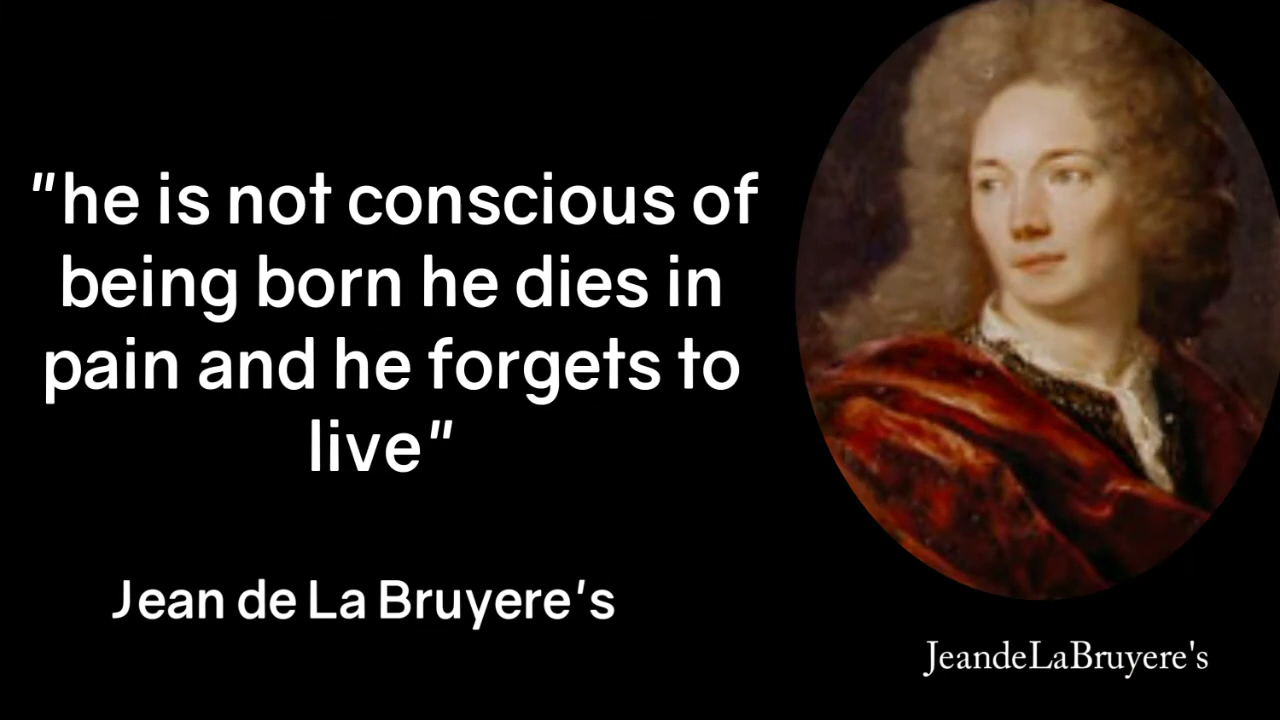 "he is not conscious of
being born he dies in
pain and he forgets to
live"
Jean de La Bruyere's
JeandeLaBruyere's